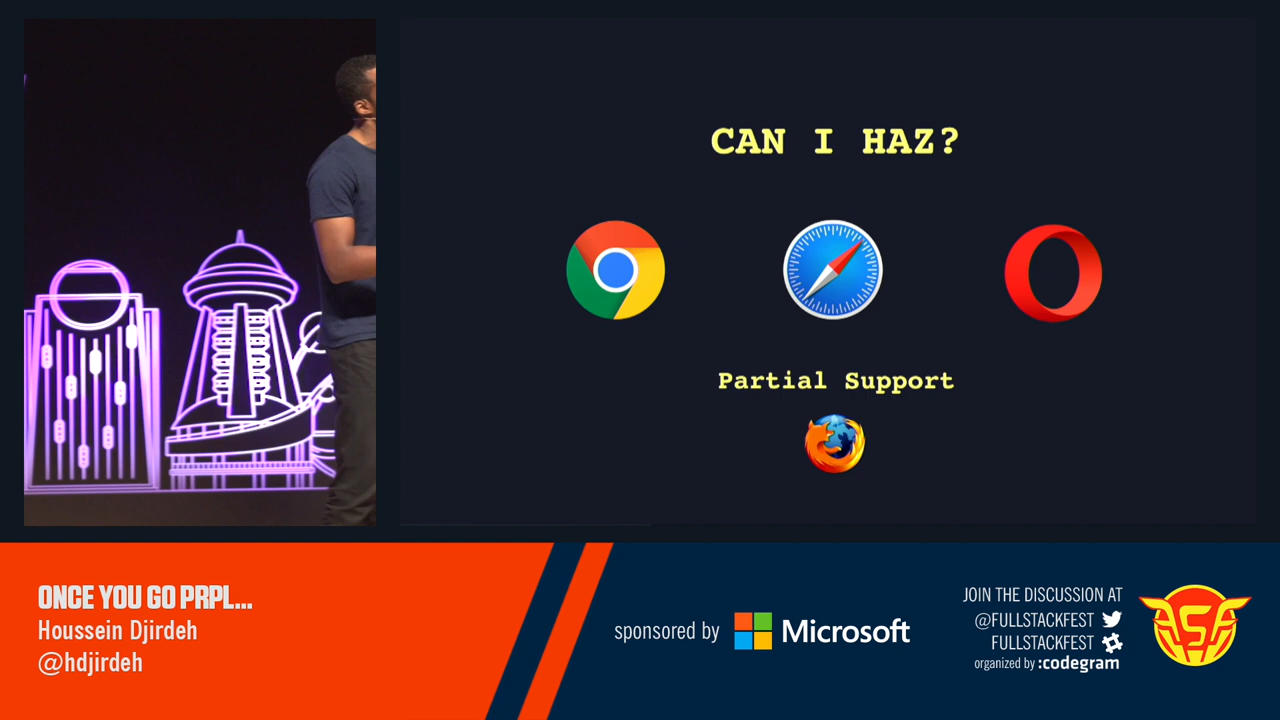 CAN I HAZ?
Partial Support
ONCE YOU GO PRPL...
Houssein Djirdeh
@hdjirdeh
sponsored by Microsoft
JOIN THE DISCUSSION AT
@FULLSTACKFEST
FULLSTACKFEST
organized by :codegram
FSF